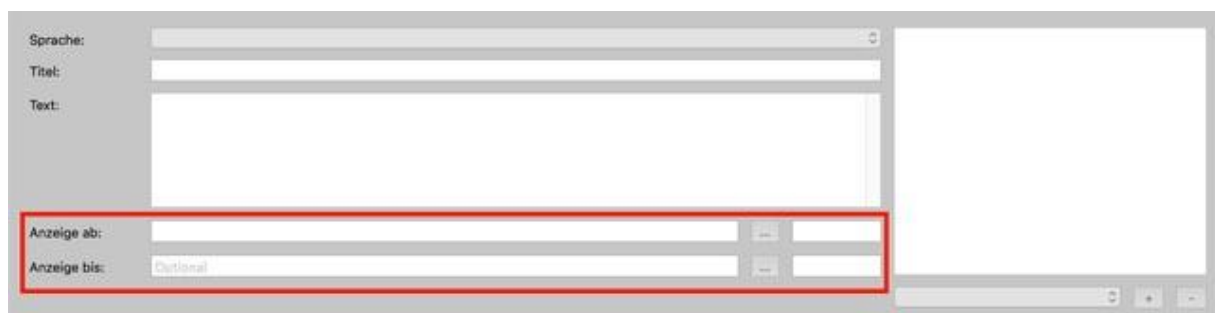 Sprache:
Titel:
Text:
Anzeige ab: ...
Anzeige bis: Optional ...
+ -